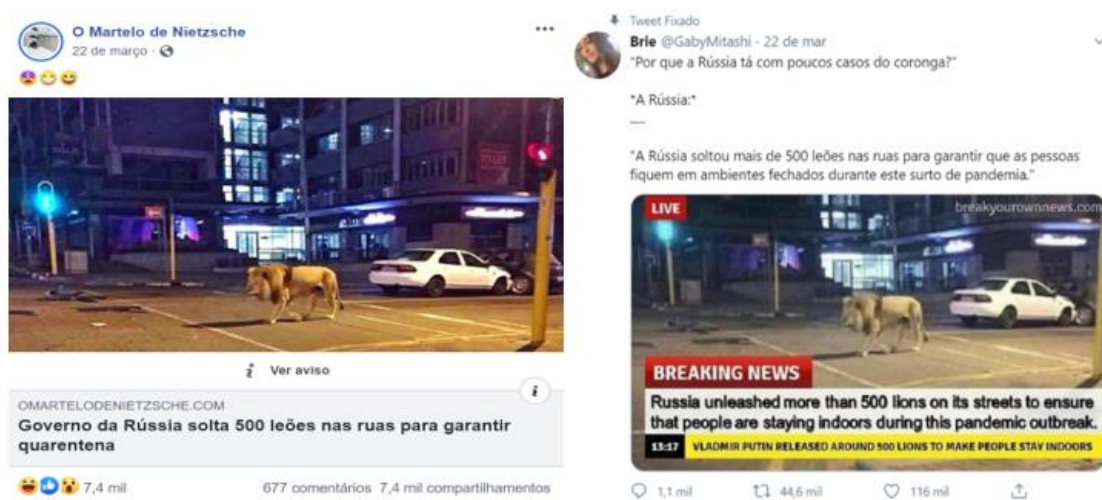 O Martelo de Nietzsche
22 de março
Ver aviso
OMARTELODENIETZSCHE.COM
Governo da Rússia solta 500 leões nas ruas para garantir
quarentena
7,4 mil
677 comentários 7,4 mil compartilhamentos
Tweet Fixado
Brie @GabyMitashi · 22 de mar
"Por que a Rússia tá com poucos casos do coronga?"
*A Rússia:*
—
"A Rússia soltou mais de 500 leões nas ruas para garantir que as pessoas
fiquem em ambientes fechados durante este surto de pandemia."
LIVE
breakyourownnews.com
BREAKING NEWS
Russia unleashed more than 500 lions on its streets to ensure
that people are staying indoors during this pandemic outbreak.
13:17 VLADMIR PUTIN RELEASED AROUND 500 LIONS TO MAKE PEOPLE STAY INDOORS
1,1 mil 44,6 mil 116 mil